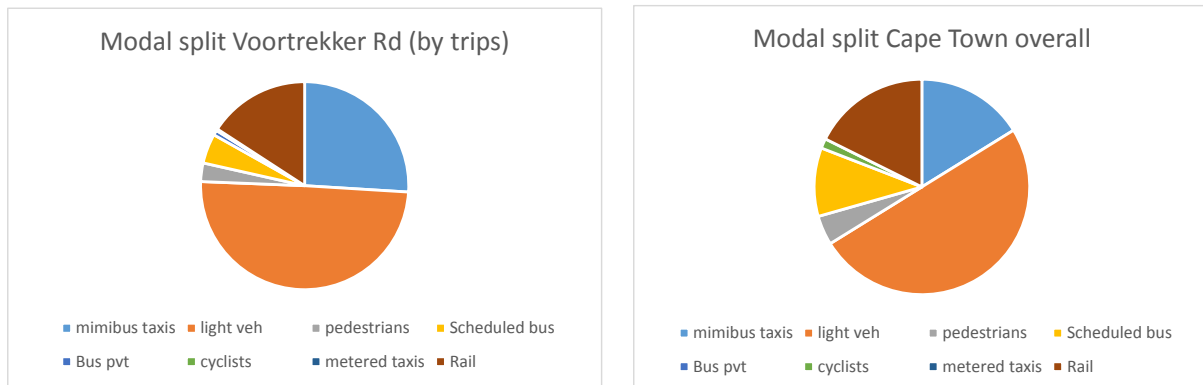 Modal split Voortrekker Rd (by trips)
mimibus taxis light veh pedestrians Scheduled bus
Bus pvt cyclists metered taxis Rail
Modal split Cape Town overall
mimibus taxis light veh pedestrians Scheduled bus
Bus pvt cyclists metered taxis Rail